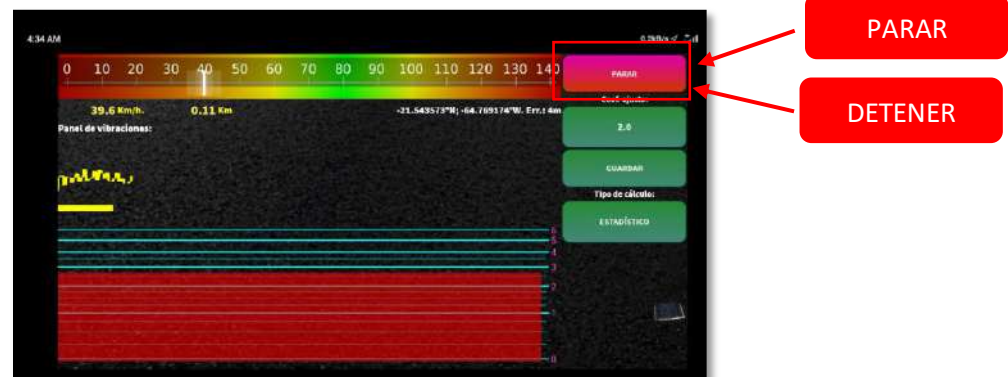 PARAR
DETENER
4:34 AM
0 10 20 30 40 50 60 70 80 90 100 110 120 130 140
PARAR
39.6 Km/h. 0.11 Km -21.543573°N; -64.769174°W. Err.: 4m
Panel de vibraciones:
2.0
GUARDAR
Tipo de cálculo:
ESTADÍSTICO
6
5
4
3
2
1
0